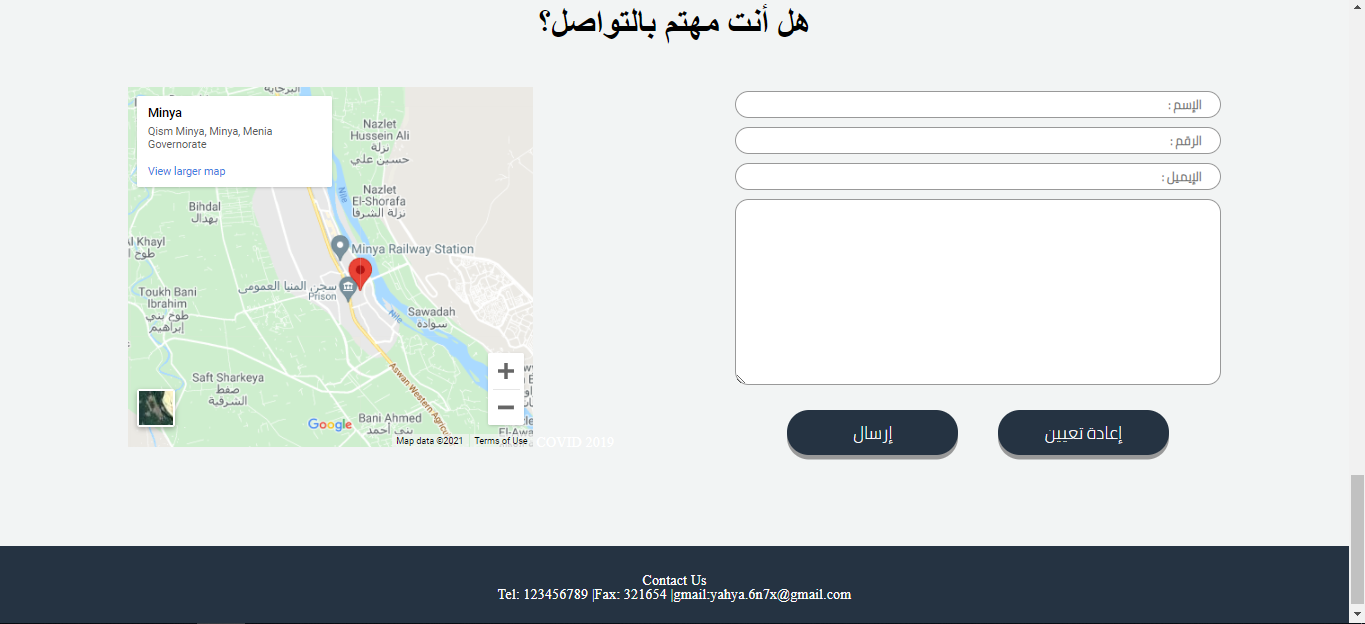 هل أنت مهتم بالتواصل؟
الإسم :
الرقم :
الإيميل :
إعادة تعيين
إرسال
البرجاية
Minya
Qism Minya, Minya, Menia
Governorate
View larger map
Nazlet
Hussein Ali
نزلة
حسين علي
Nile
Nazlet
El-Shorafa
نزلة الشرفا
Bihdal
بهدال
Al Khayl
طوخ ا
Minya Railway Station
سجن المنيا العمومى
Prison
Toukh Bani
Ibrahim
طوخ بني
إبراهيم
Nile
Sawadah
سوادة
Aswan Western Agricu
Saft Sharkeya
صفط
الشرقية
Google
Bani Ahmed
بني أحمد
El-Awa
Map data ©2021
Terms of Use
COVID 2019
Contact Us
Tel: 123456789 |Fax: 321654 |gmail:yahya.6n7x@gmail.com